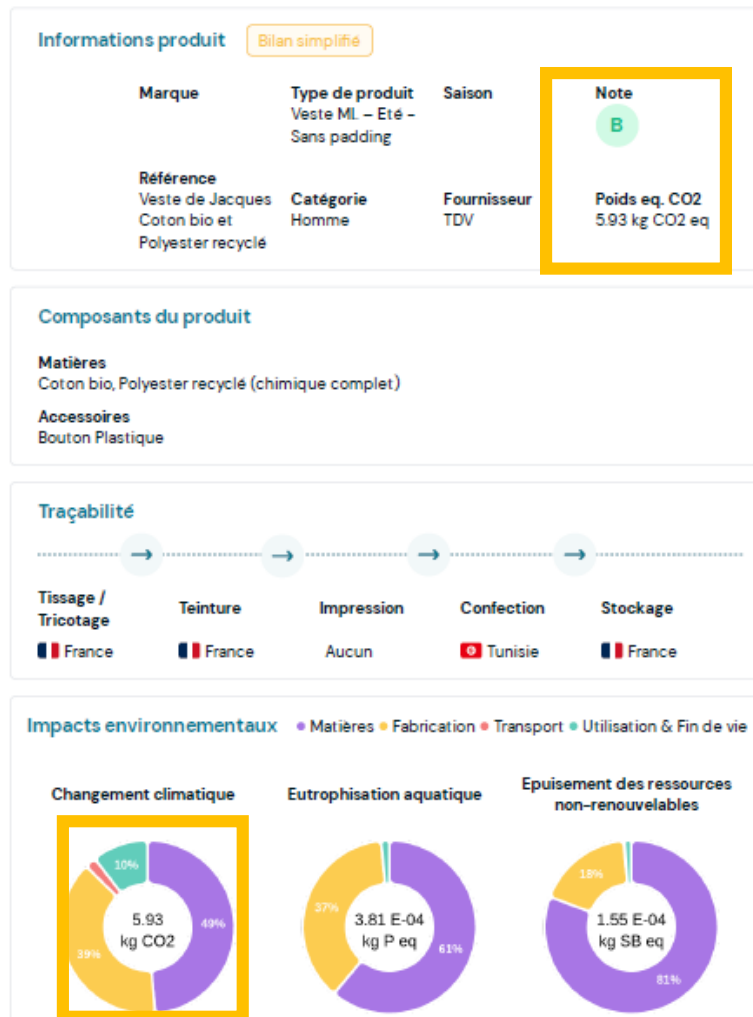 Informations produit
Bilan simplifié
Marque
Type de produit
Veste Ml. – Eté –
Sans padding
Saison
Note
B
Référence
Veste de Jacques
Coton bio et
Polyester recyclé
Catégorie
Homme
Fournisseur
TDV
Poids eq. CO2
5.93 kg CO2 eq
Composants du produit
Matières
Coton bio, Polyester recyclé (chimique complet)
Accessoires
Bouton Plastique
Traçabilité
Tissage /
Tricotage
France
Teinture
France
Impression
Aucun
Confection
Tunisie
Stockage
France
Impacts environnementaux
Matières
Fabrication
Transport
Utilisation & Fin de vie
Changement climatique
10%
49%
39%
5.93
kg CO2
Eutrophisation aquatique
37%
61%
3.81 E-04
kg P eq
Epuisement des ressources
non-renouvelables
18%
81%
1.55 E-04
kg SB eq